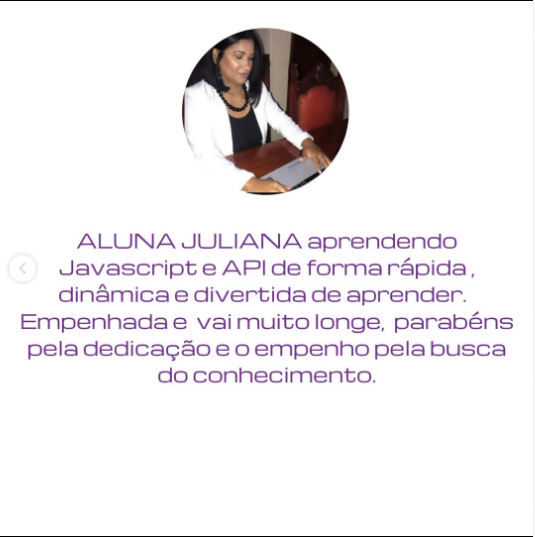 ALUNA JULIANA aprendendo
Javascript e API de forma rápida ,
dinâmica e divertida de aprender.
Empenhada e vai muito longe, parabéns
pela dedicação e o empenho pela busca
do conhecimento.